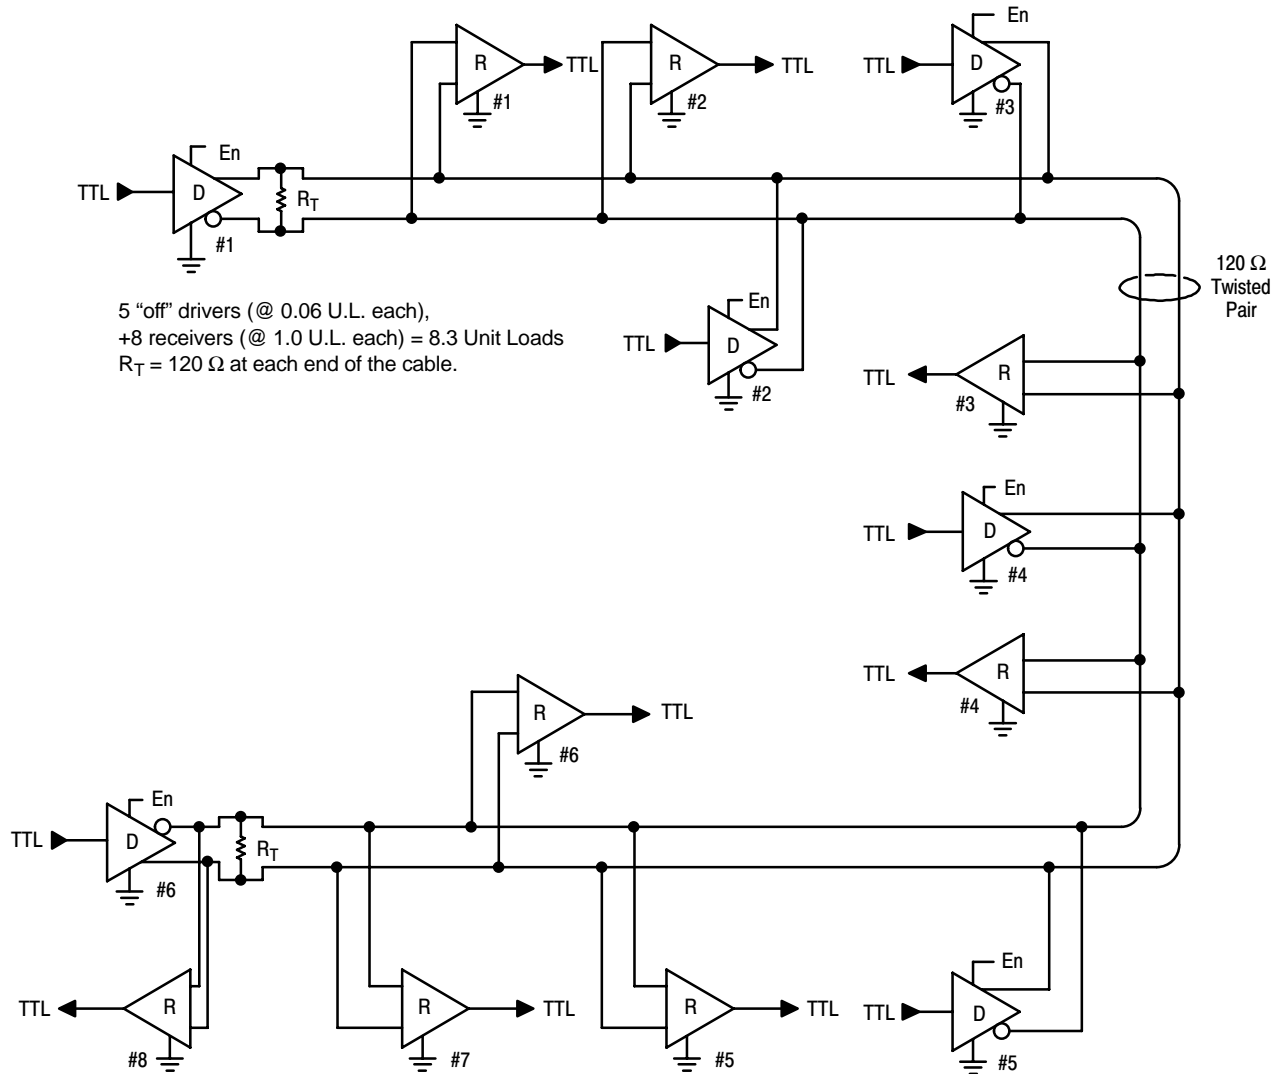 En
TTL
R
#1
TTL
R
#2
TTL
D
#3
En
TTL
D
#1
R_T
120 Ω
Twisted
Pair
5 “off” drivers (@ 0.06 U.L. each),
+8 receivers (@ 1.0 U.L. each) = 8.3 Unit Loads
R_T = 120 Ω at each end of the cable.
En
TTL
D
#2
TTL
R
#3
En
TTL
D
#4
TTL
R
#4
R
TTL
#6
En
TTL
D
R_T
#6
En
TTL
R
#8
R
TTL
#7
R
TTL
#5
TTL
D
#5